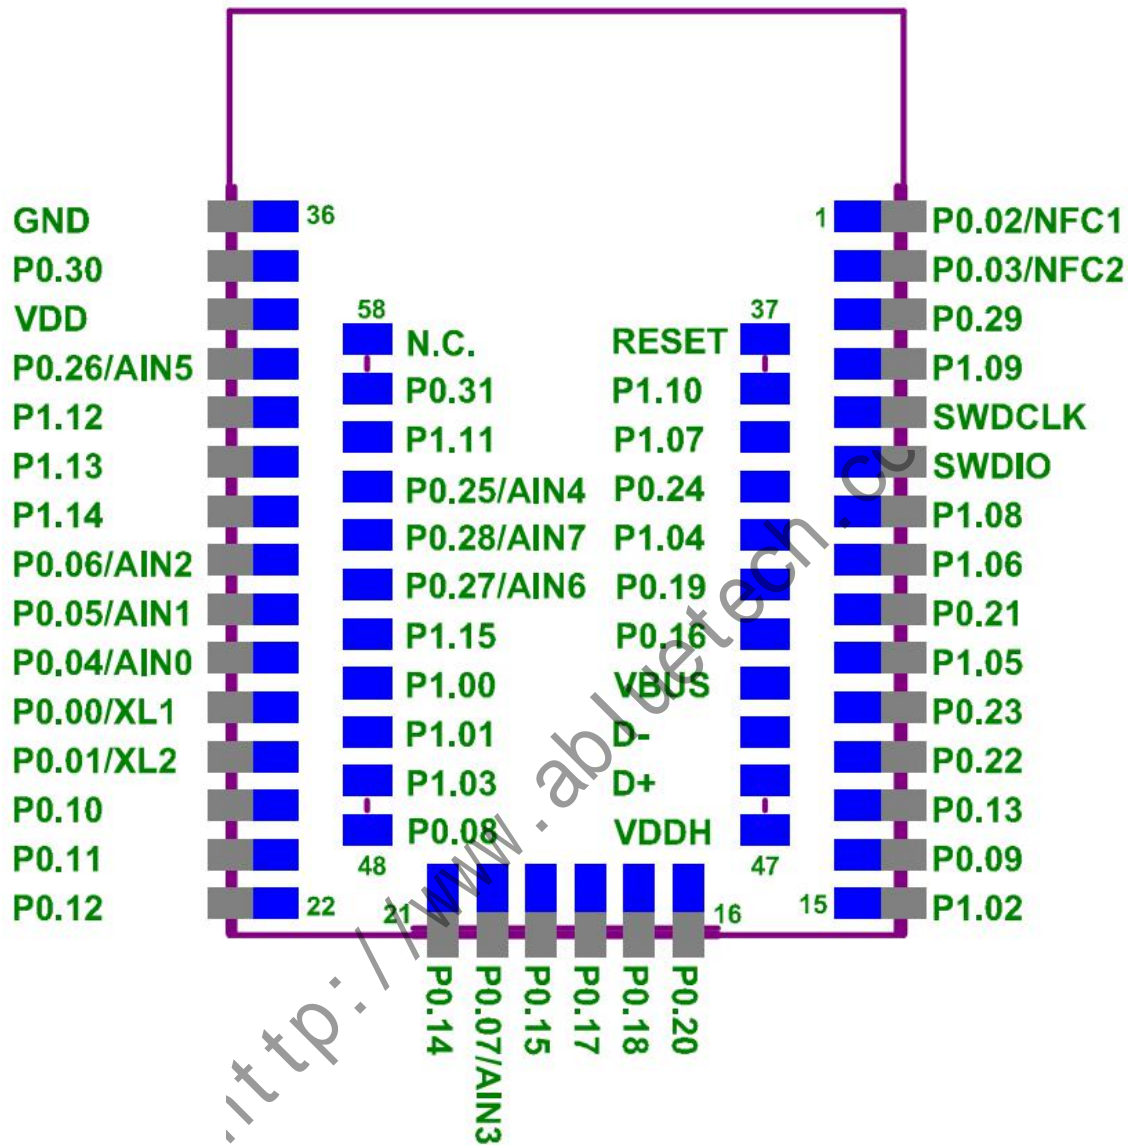 GND
P0.30
VDD
P0.26/AIN5
P1.12
P1.13
P1.14
P0.06/AIN2
P0.05/AIN1
P0.04/AIN0
P0.00/XL1
P0.01/XL2
P0.10
P0.11
P0.12
36
22
58
N.C.
P0.31
P1.11
P0.25/AIN4
P0.28/AIN7
P0.27/AIN6
P1.15
P1.00
P1.01
P1.03
P0.08
48
37
RESET
P1.10
P1.07
P0.24
P1.04
P0.19
P0.16
VBUS
D-
D+
VDDH
47
1
15
P0.02/NFC1
P0.03/NFC2
P0.29
P1.09
SWDCLK
SWDIO
P1.08
P1.06
P0.21
P1.05
P0.23
P0.22
P0.13
P0.09
P1.02
21
16
P0.14
P0.07/AIN3
P0.15
P0.17
P0.18
P0.20
ttp://www.abluetech.c